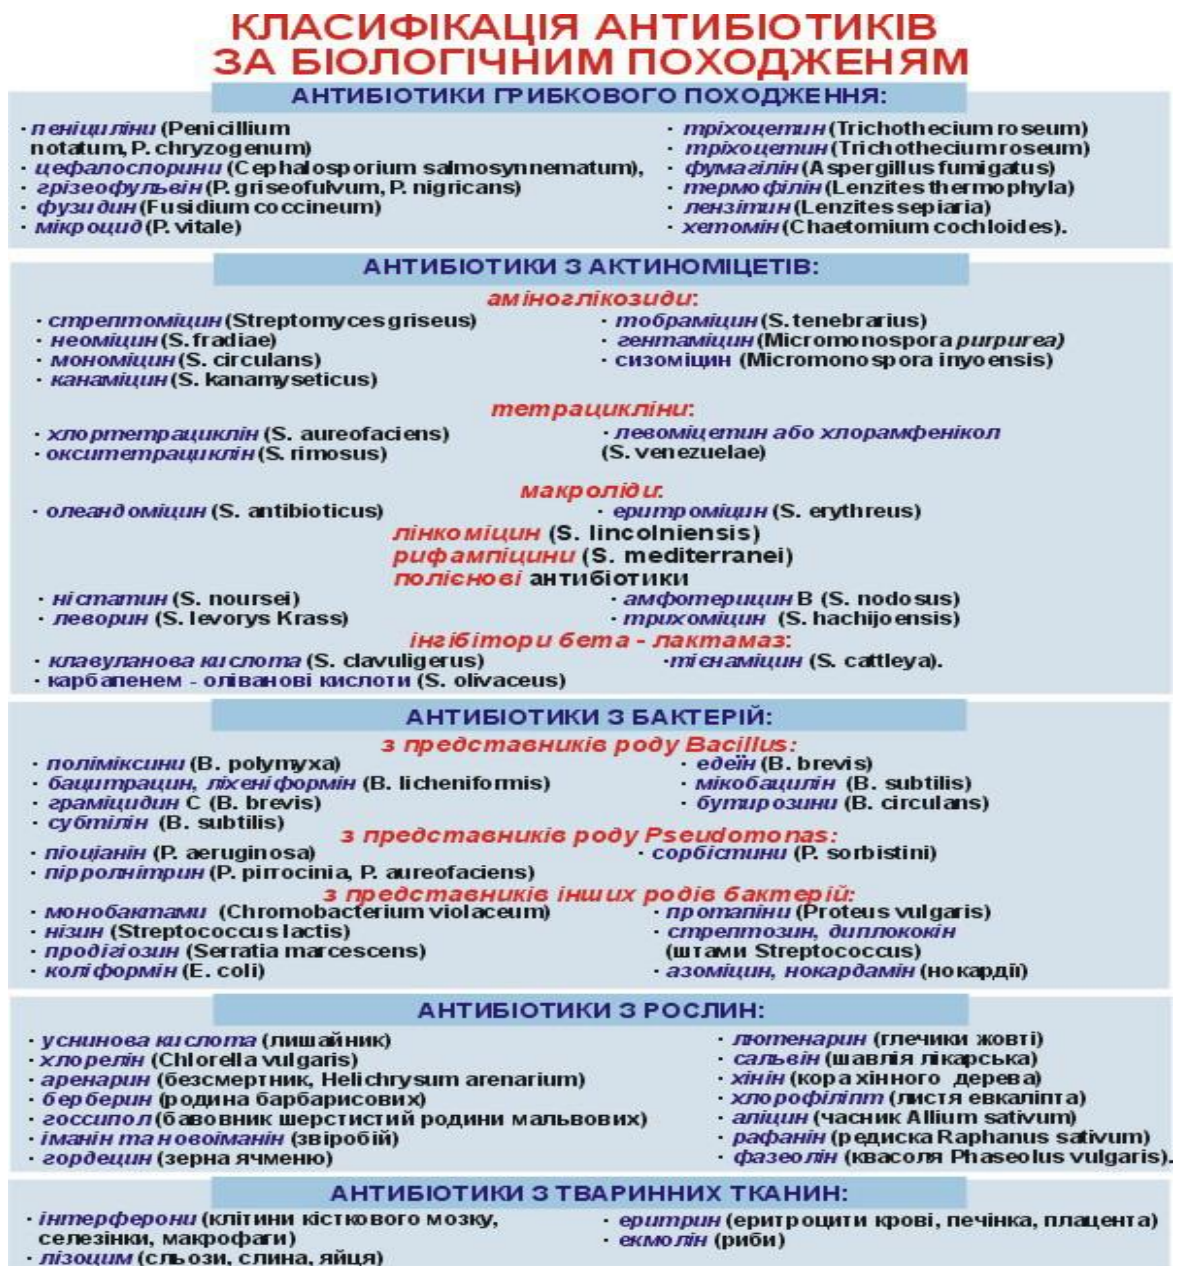 КЛАСИФІКАЦІЯ АНТИБІОТИКІВ
ЗА БІОЛОГІЧНИМ ПОХОДЖЕННЯМ
АНТИБІОТИКИ ГРИБКОВОГО ПОХОДЖЕННЯ:
· пеніциліни (Penicillium
notatum, P. chryzogenum)
· цефалоспорини (Cephalosporium salmosynnematum),
· грізеофульвін (P. griseofulvum, P. nigricans)
· фузидин (Fusidium coccineum)
· мікроцид (P. vitale)
· тріхоцетин (Trichothecium roseum)
· тріхоцетин (Trichothecium roseum)
· фумагілін (Aspergillus fumigatus)
· термофілін (Lenzites thermophyla)
· лензітин (Lenzites sepiaria)
· хетомін (Chaetomium cochloides).
АНТИБІОТИКИ З АКТИНОМІЦЕТІВ:
аміноглікозиди:
· стрептоміцин (Streptomyces griseus)
· неоміцин (S. fradiae)
· мономіцин (S. circulans)
· канаміцин (S. kanamyseticus)
· тобраміцин (S. tenebrarius)
· гентаміцин (Micromonospora purpurea)
· сизоміцин (Micromonospora inyoensis)
тетрацикліни:
· хлортетрациклін (S. aureofaciens)
· окситетрациклін (S. rimosus)
· левоміцетин або хлорамфенікол
(S. venezuelae)
макроліди:
· олеандоміцин (S. antibioticus)
· еритроміцин (S. erythreus)
лінкоміцин (S. lincolniensis)
рифампіцини (S. mediterranei)
полієнові антибіотики
· ністатин (S. noursei)
· леворин (S. levorys Krass)
· амфотерицин В (S. nodosus)
· трихоміцин (S. hachijoensis)
інгібітори бета - лактамаз:
· клавуланова кислота (S. clavuligerus)
· карбапенем - оліванові кислоти (S. olivaceus)
·тієнаміцин (S. cattleya).
АНТИБІОТИКИ З БАКТЕРІЙ:
з представників роду Bacillus:
· поліміксини (B. polymyxa)
· бацитрацин, ліхеніформін (B. licheniformis)
· граміцидин С (B. brevis)
· субтілін (B. subtilis)
· едеїн (B. brevis)
· мікобацилін (B. subtilis)
· бутирозини (B. circulans)
з представників роду Pseudomonas:
· піоціанін (P. aeruginosa)
· пірролнітрин (P. pirrocinia, P. aureofaciens)
· сорбістини (P. sorbistini)
з представників інших родів бактерій:
· монобактами (Chromobacterium violaceum)
· нізин (Streptococcus lactis)
· продігіозин (Serratia marcescens)
· коліформін (E. coli)
· протапіни (Proteus vulgaris)
· стрептозин, диплококін
(штами Streptococcus)
· азоміцин, нокардамін (нокардії)
АНТИБІОТИКИ З РОСЛИН:
· уснинова кислота (лишайник)
· хлорелін (Chlorella vulgaris)
· аренарин (безсмертник, Helichrysum arenarium)
· берберин (родина барбарисових)
· госсипол (бавовник шерстистий родини мальвових)
· іманін та новоіманін (звіробій)
· гордецин (зерна ячменю)
· лютенарин (глечики жовті)
· сальвін (шавлія лікарська)
· хінін (кора хінного дерева)
· хлорофіліпт (листя евкаліпта)
· аліцин (часник Allium sativum)
· рафанін (редиска Raphanus sativum)
· фазеолін (квасоля Phaseolus vulgaris).
АНТИБІОТИКИ З ТВАРИННИХ ТКАНИН:
· інтерферони (клітини кісткового мозку,
селезінки, макрофаги)
· лізоцим (сльози, слина, яйця)
· еритрин (еритроцити крові, печінка, плацента)
· екмолін (риби)